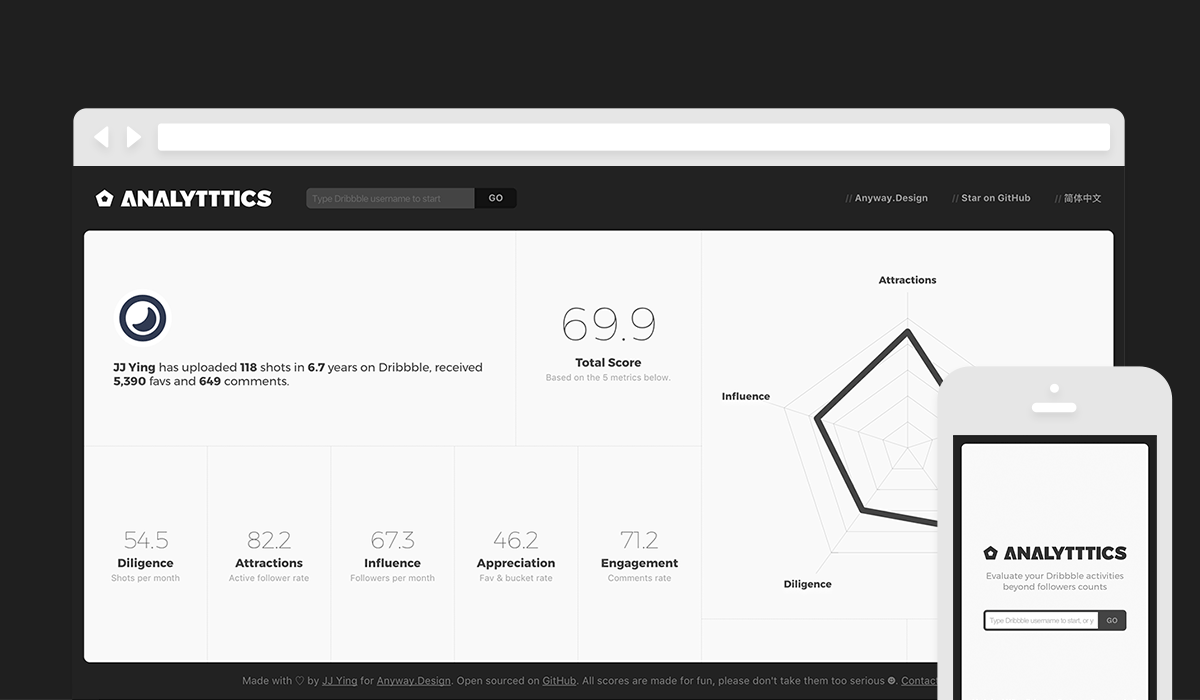 ANALYTTTICS
Type Dribbble username to start
GO
// Anyway.Design
// Star on GitHub
// 简体中文
JJ Ying has uploaded 118 shots in 6.7 years on Dribbble, received
5,390 favs and 649 comments.
69.9
Total Score
Based on the 5 metrics below.
Attractions
Influence
Diligence
54.5
Diligence
Shots per month
82.2
Attractions
Active follower rate
67.3
Influence
Followers per month
46.2
Appreciation
Fav & bucket rate
71.2
Engagement
Comments rate
Made with ♡ by JJ Ying for Anyway.Design. Open sourced on GitHub. All scores are made for fun, please don't take them too serious . Contact
ANALYTTTICS
Evaluate your Dribbble activities
beyond followers counts
Type Dribbble username to start, or y
GO